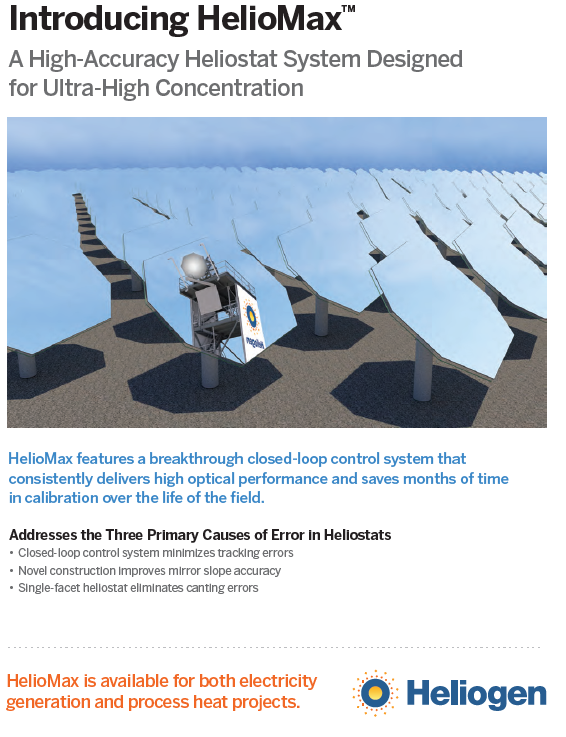 Introducing HelioMax™
A High-Accuracy Heliostat System Designed
for Ultra-High Concentration
HelioMax features a breakthrough closed-loop control system that
consistently delivers high optical performance and saves months of time
in calibration over the life of the field.
Addresses the Three Primary Causes of Error in Heliostats
• Closed-loop control system minimizes tracking errors
• Novel construction improves mirror slope accuracy
• Single-facet heliostat eliminates canting errors
HelioMax is available for both electricity
generation and process heat projects.
Heliogen